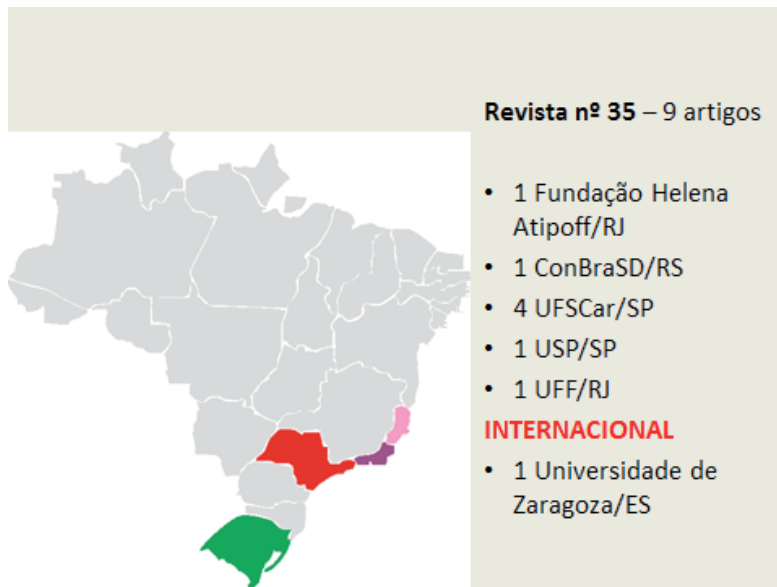 Revista nº 35 – 9 artigos
• 1 Fundação Helena
Atipoff/RJ
• 1 ConBraSD/RS
• 4 UFSCar/SP
• 1 USP/SP
• 1 UFF/RJ
INTERNACIONAL
• 1 Universidade de
Zaragoza/ES